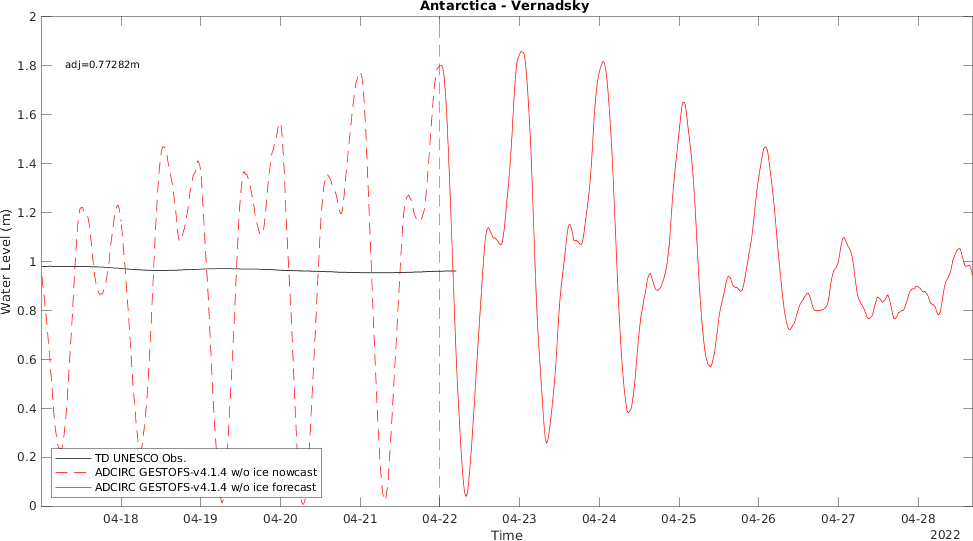 Antarctica - Vernadsky
adj=0.77282m
Water Level (m)
2
1.8
1.6
1.4
1.2
1
0.8
0.6
0.4
0.2
0
TD UNESCO Obs.
ADCIRC GESTOFS-v4.1.4 w/o ice nowcast
ADCIRC GESTOFS-v4.1.4 w/o ice forecast
04-18 04-19 04-20 04-21 04-22 04-23 04-24 04-25 04-26 04-27 04-28
Time
2022